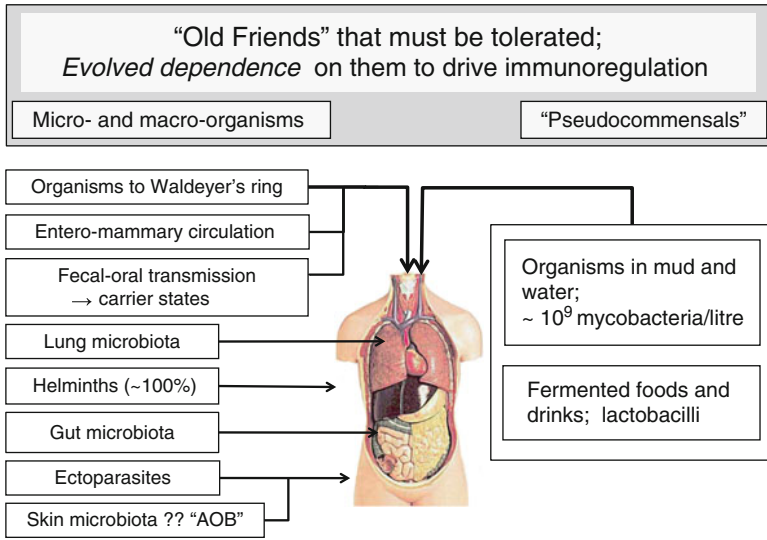 “Old Friends” that must be tolerated;
Evolved dependence on them to drive immunoregulation
Micro- and macro-organisms
“Pseudocommensals”
Organisms to Waldeyer’s ring
Entero-mammary circulation
Fecal-oral transmission
→ carrier states
Lung microbiota
Helminths (~100%)
Gut microbiota
Ectoparasites
Skin microbiota ?? “AOB”
Organisms in mud and
water;
~ 10⁹ mycobacteria/litre
Fermented foods and
drinks; lactobacilli